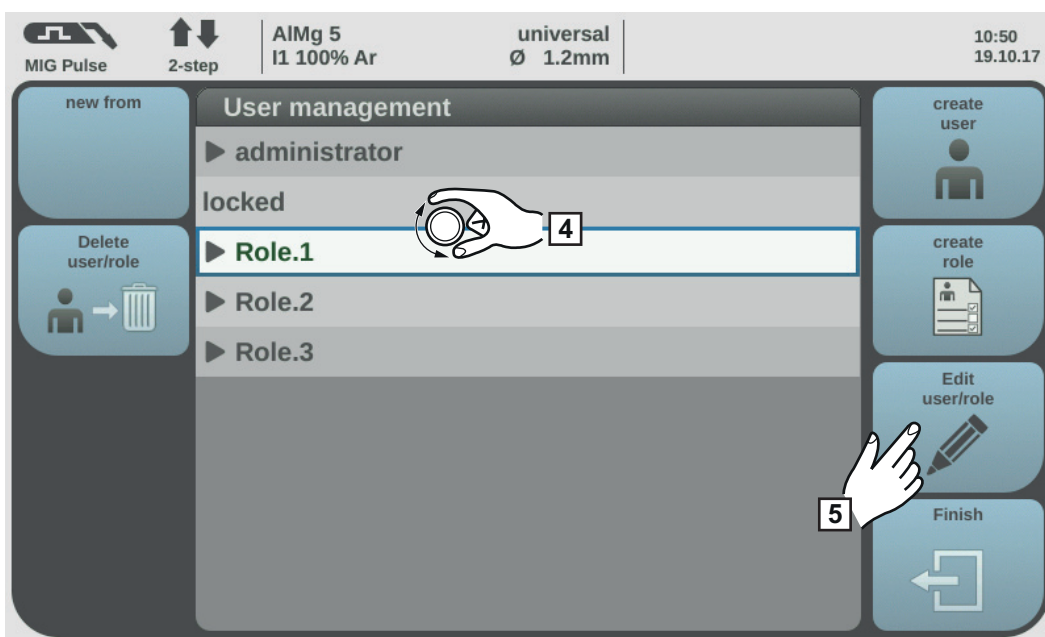 MIG Pulse
2-step
AlMg 5
I1 100% Ar
universal
Ø 1.2mm
10:50
19.10.17
new from
Delete
user/role
User management
administrator
locked
Role.1
Role.2
Role.3
4
create
user
create
role
Edit
user/role
5
Finish